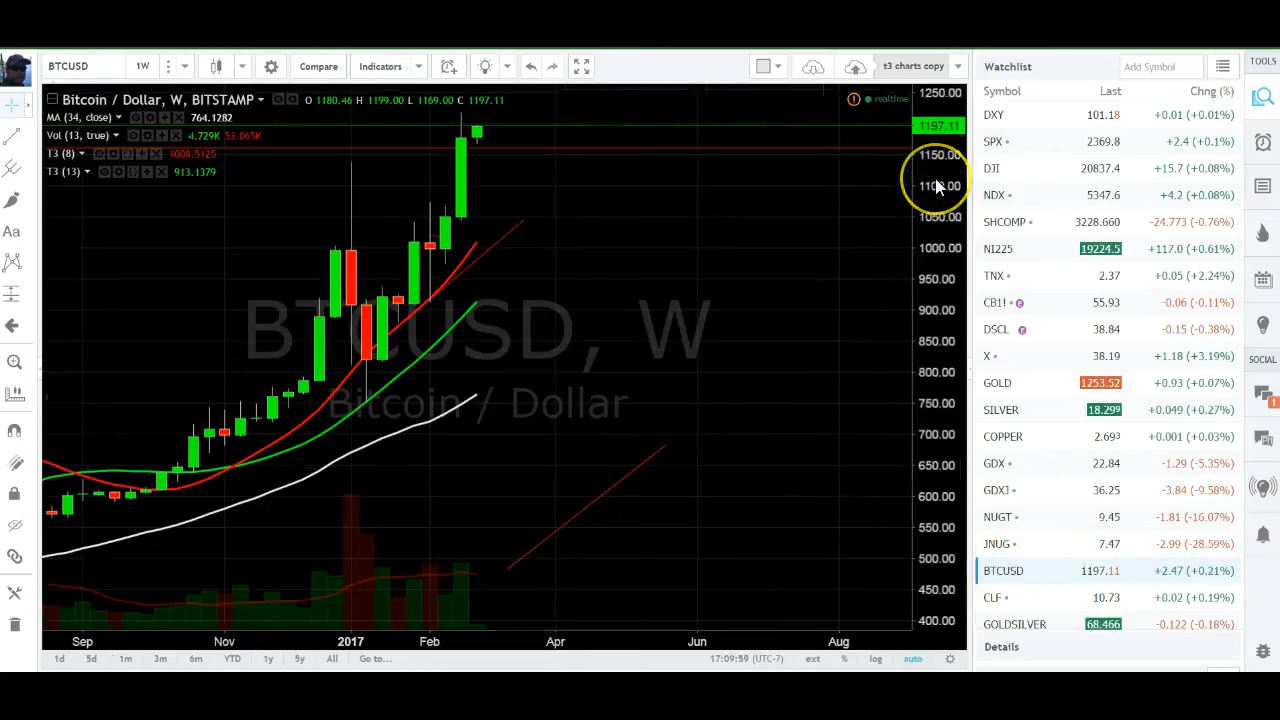 BTCUSD 1W Compare Indicators t3 charts copy
Bitcoin / Dollar, W, BITSTAMP O 1180.46 H 1199.00 L 1169.00 C 1197.11 realtime
MA (34, close) 764.1282
Vol (13, true) 4.729K 53.065K
T3 (8) 1008.5125
T3 (13) 913.1379
BTCUSD, W
Bitcoin / Dollar
1250.00
1197.11
1150.00
1100.00
1050.00
1000.00
950.00
900.00
850.00
800.00
750.00
700.00
650.00
600.00
550.00
500.00
450.00
400.00
Sep Nov 2017 Feb Apr Jun Aug
1d 5d 1m 3m 6m YTD 1y 5y All Go to... 17:09:59 (UTC-7) ext % log auto
Watchlist Add Symbol
Symbol Last Chng (%)
DXY 101.18 +0.01 (+0.01%)
SPX 2369.8 +2.4 (+0.1%)
DJI 20837.4 +15.7 (+0.08%)
NDX 5347.6 +4.2 (+0.08%)
SHCOMP 3228.660 -24.773 (-0.76%)
NI225 19224.5 +117.0 (+0.61%)
TNX 2.37 +0.05 (+2.24%)
CB1! E 55.93 -0.06 (-0.11%)
DSCL E 38.84 -0.15 (-0.38%)
X 38.19 +1.18 (+3.19%)
GOLD 1253.52 +0.93 (+0.07%)
SILVER 18.299 +0.049 (+0.27%)
COPPER 2.693 +0.001 (+0.03%)
GDX 22.84 -1.29 (-5.35%)
GDXJ 36.25 -3.84 (-9.58%)
NUGT 9.45 -1.81 (-16.07%)
JNUG 7.47 -2.99 (-28.59%)
BTCUSD 1197.11 +2.47 (+0.21%)
CLF 10.73 +0.02 (+0.19%)
GOLDSILVER 68.466 -0.122 (-0.18%)
Details
TOOLS
SOCIAL
1
Aa